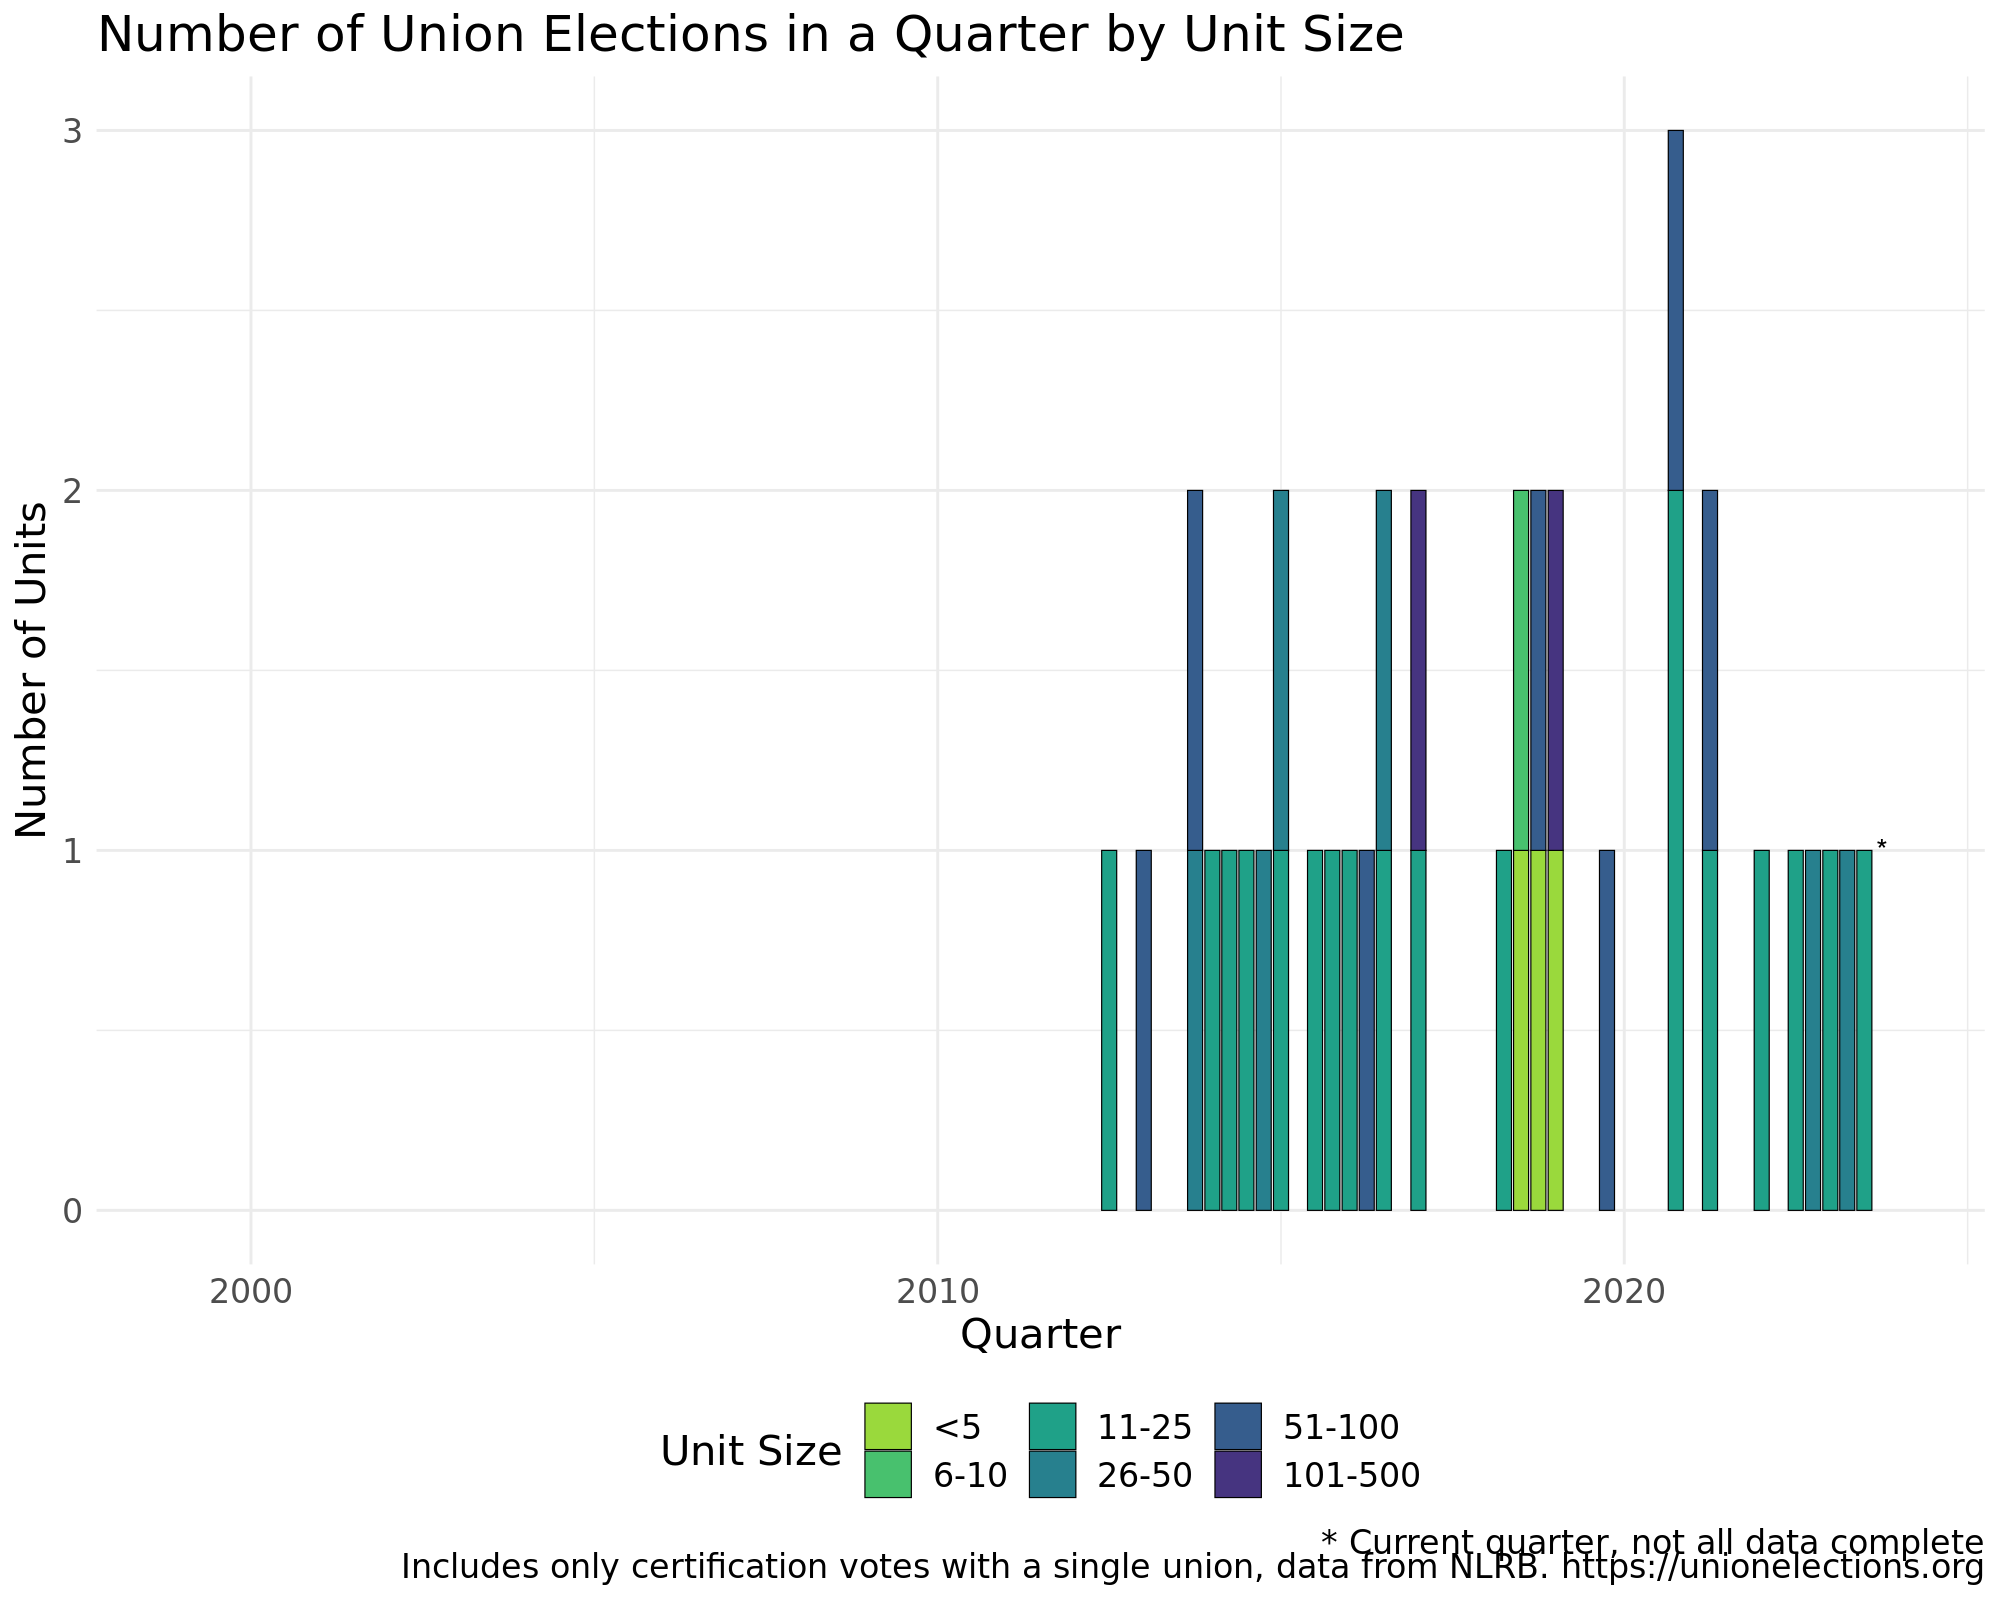 Number of Union Elections in a Quarter by Unit Size
Number of Units
3
2
1
0
*
2000 2010 2020
Quarter
Unit Size
<5 11-25 51-100
6-10 26-50 101-500
* Current quarter, not all data complete
Includes only certification votes with a single union, data from NLRB. https://unionelections.org